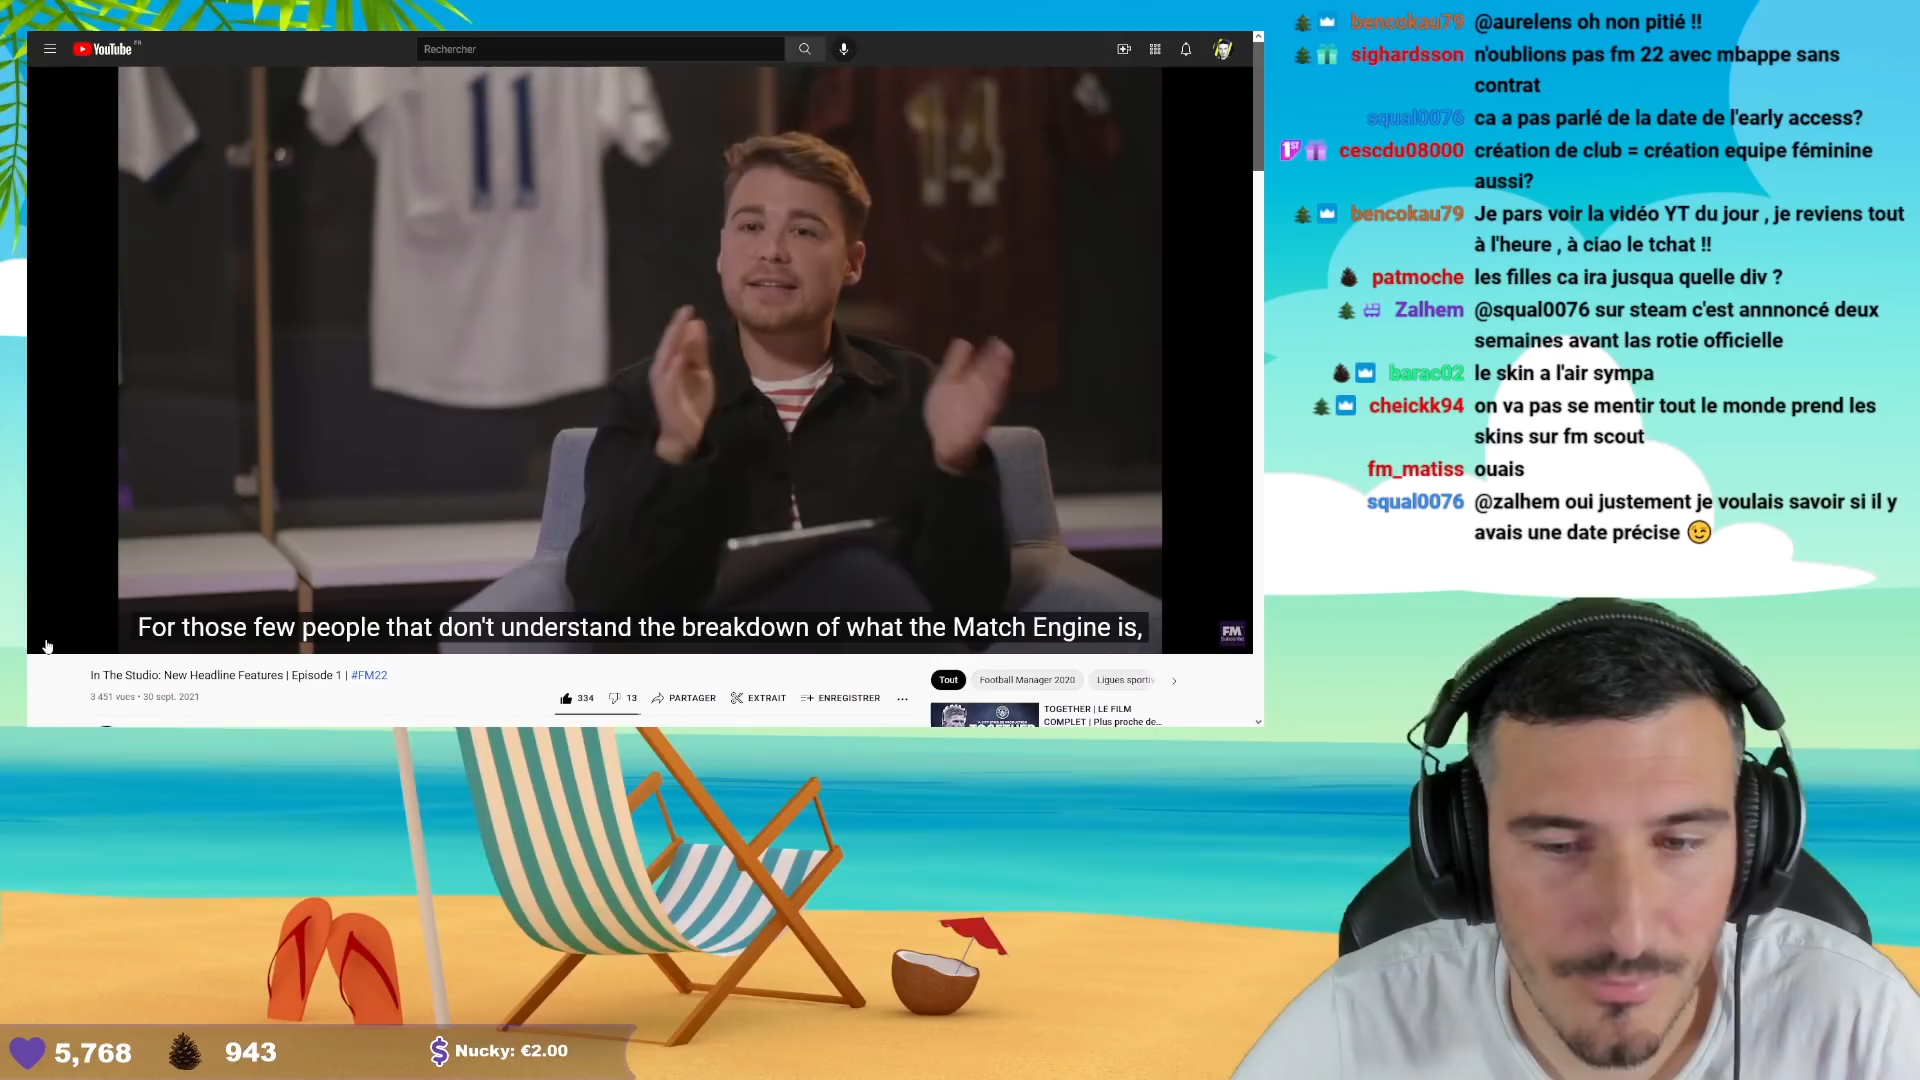 YouTube FR
Rechercher
11
14
For those few people that don't understand the breakdown of what the Match Engine is,
FM
In The Studio: New Headline Features | Episode 1 | #FM22
3 451 vues • 30 sept. 2021
334
13
PARTAGER
EXTRAIT
ENREGISTRER
Tout
Football Manager 2020
Ligues sporti
TOGETHER | LE FILM
COMPLET | Plus proche de...
bencokau79 @aurelens oh non pitié !!
sighardsson n'oublions pas fm 22 avec mbappe sans
contrat
squal0076 ca a pas parlé de la date de l'early access?
1ST cescdu08000 création de club = création equipe féminine
aussi?
bencokau79 Je pars voir la vidéo YT du jour , je reviens tout
à l'heure , à ciao le tchat !!
patmoche les filles ca ira jusqua quelle div ?
Zalhem @squal0076 sur steam c'est annnoncé deux
semaines avant las rotie officielle
barac02 le skin a l'air sympa
cheickk94 on va pas se mentir tout le monde prend les
skins sur fm scout
fm_matiss ouais
squal0076 @zalhem oui justement je voulais savoir si il y
avais une date précise 😉
5,768
943
$ Nucky: €2.00